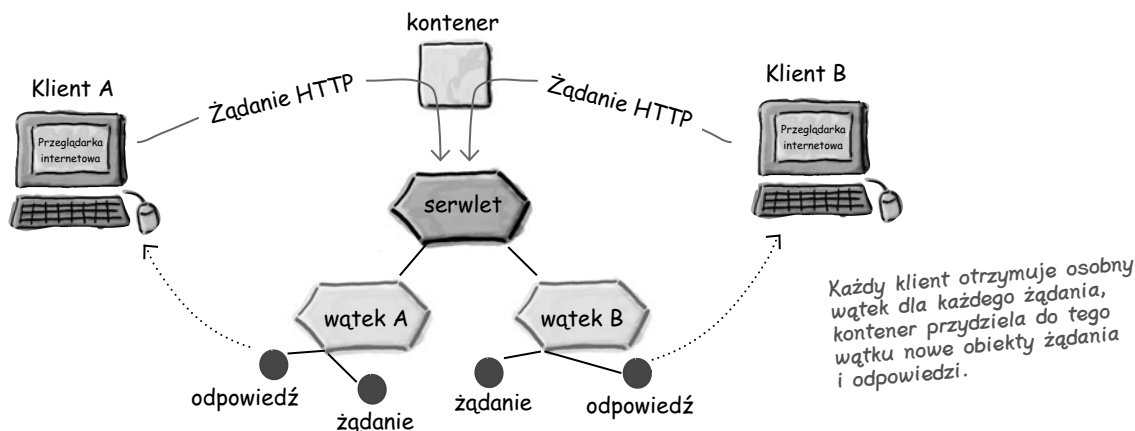 kontener
Klient A
Żądanie HTTP
Żądanie HTTP
Klient B
Przeglądarka
internetowa
Przeglądarka
internetowa
serwlet
wątek A
wątek B
odpowiedź
żądanie
żądanie
odpowiedź
Każdy klient otrzymuje osobny
wątek dla każdego żądania,
kontener przydziela do tego
wątku nowe obiekty żądania
i odpowiedzi.